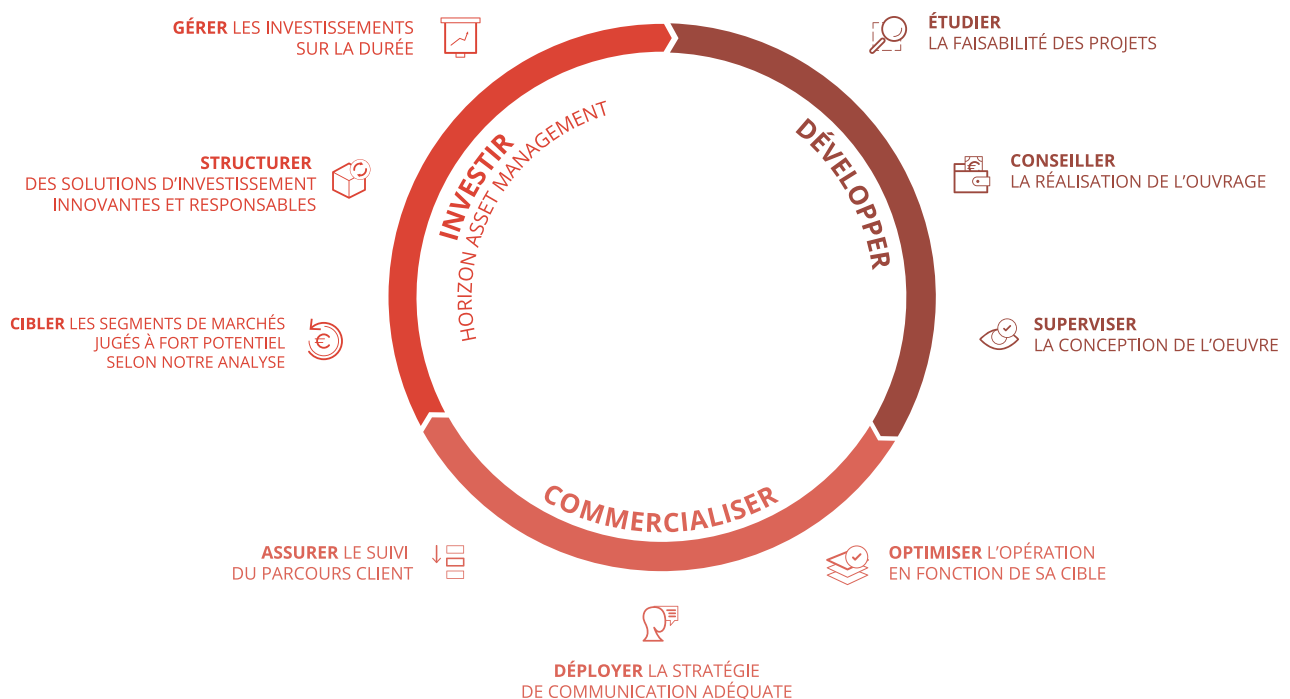 GÉRER LES INVESTISSEMENTS
SUR LA DURÉE
ÉTUDIER
LA FAISABILITÉ DES PROJETS
STRUCTURER
DES SOLUTIONS D'INVESTISSEMENT
INNOVANTES ET RESPONSABLES
INVESTIR
HORIZON ASSET MANAGEMENT
DÉVELOPPER
CONSEILLER
LA RÉALISATION DE L'OUVRAGE
CIBLER LES SEGMENTS DE MARCHÉS
JUGÉS À FORT POTENTIEL
SELON NOTRE ANALYSE
€
SUPERVISER
LA CONCEPTION DE L'OEUVRE
COMMERCIALISER
ASSURER LE SUIVI
DU PARCOURS CLIENT
OPTIMISER L'OPÉRATION
EN FONCTION DE SA CIBLE
DÉPLOYER LA STRATÉGIE
DE COMMUNICATION ADÉQUATE